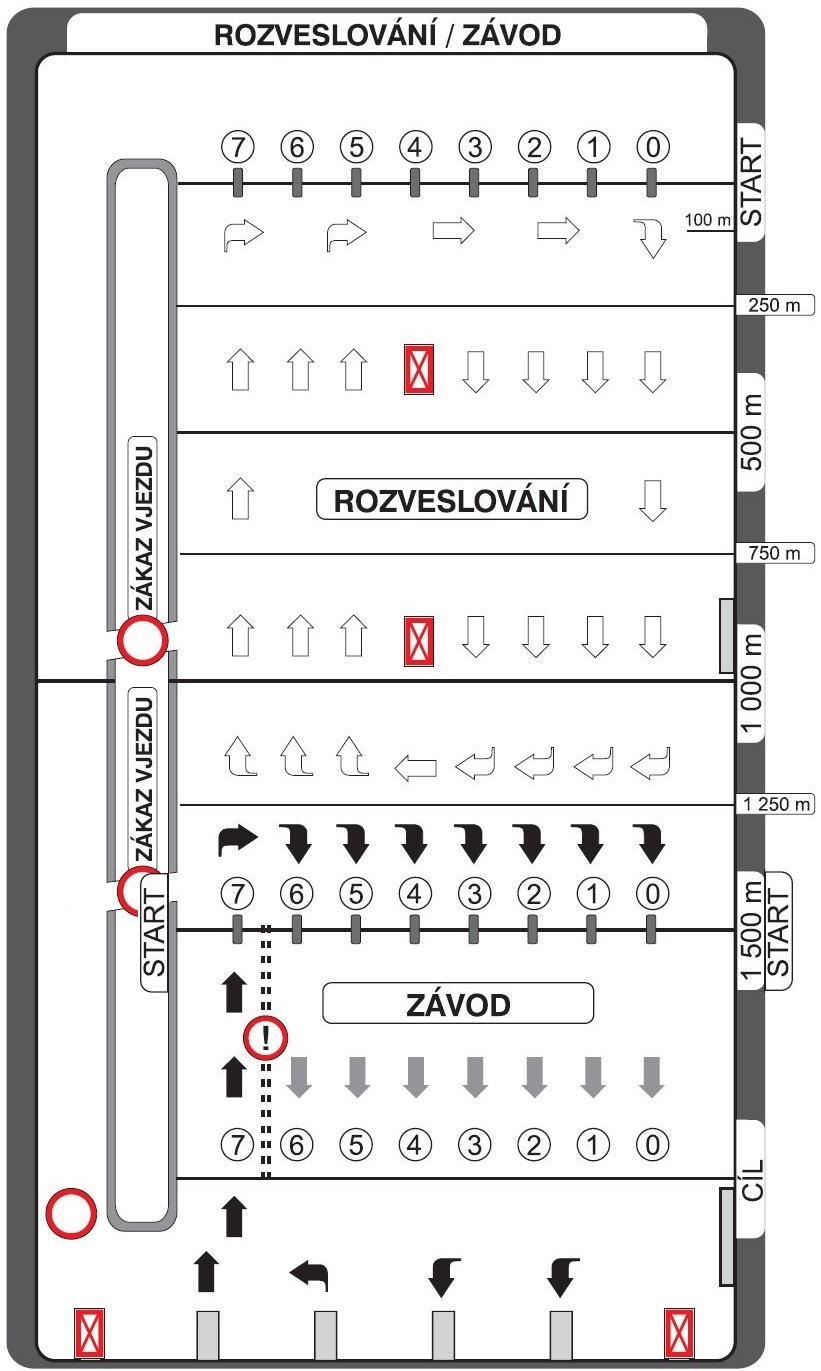 ROZVESLOVÁNÍ / ZÁVOD
7 6 5 4 3 2 1 0
START
100 m
250 m
500 m
ZÁKAZ VJEZDU
ROZVESLOVÁNÍ
750 m
1 000 m
ZÁKAZ VJEZDU
1 250 m
7 6 5 4 3 2 1 0
START
1 500 m
START
ZÁVOD
!
7 6 5 4 3 2 1 0
CÍL